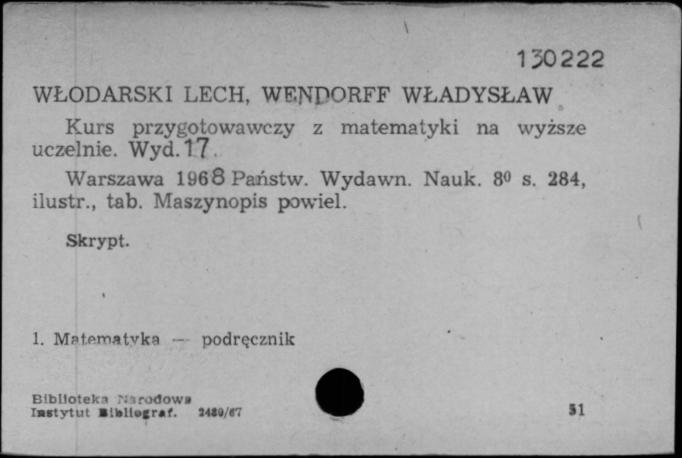 130222
WŁODARSKI LECH, WENDORFF WŁADYSŁAW
Kurs przygotowawczy z matematyki na wyższe
uczelnie. Wyd. 17.
Warszawa 1968 Państw. Wydawn. Nauk. 8⁰ s. 284,
ilustr., tab. Maszynopis powiel.
Skrypt.
1. Matematyka — podręcznik
Biblioteka Narodowa
Instytut Bibliograf. 2480/67
51